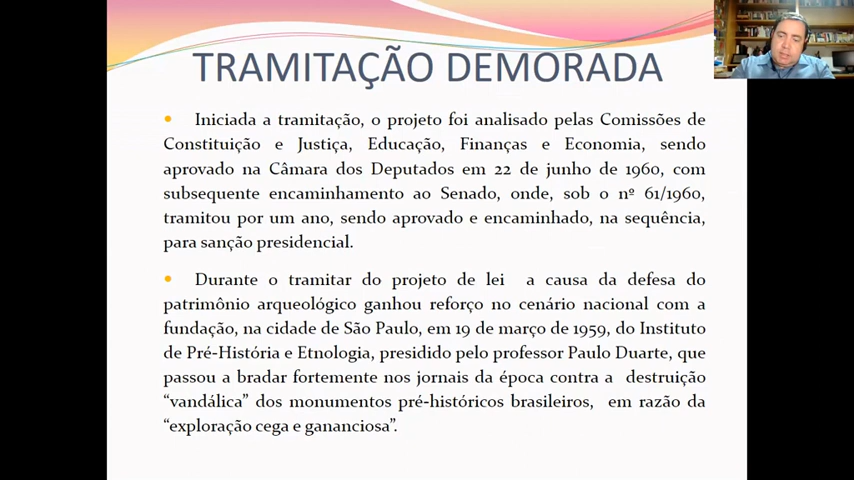 TRAMITAÇÃO DEMORADA
• Iniciada a tramitação, o projeto foi analisado pelas Comissões de
Constituição e Justiça, Educação, Finanças e Economia, sendo
aprovado na Câmara dos Deputados em 22 de junho de 1960, com
subsequente encaminhamento ao Senado, onde, sob o nº 61/1960,
tramitou por um ano, sendo aprovado e encaminhado, na sequência,
para sanção presidencial.
• Durante o tramitar do projeto de lei a causa da defesa do
patrimônio arqueológico ganhou reforço no cenário nacional com a
fundação, na cidade de São Paulo, em 19 de março de 1959, do Instituto
de Pré-História e Etnologia, presidido pelo professor Paulo Duarte, que
passou a bradar fortemente nos jornais da época contra a destruição
“vandálica” dos monumentos pré-históricos brasileiros, em razão da
“exploração cega e gananciosa”.